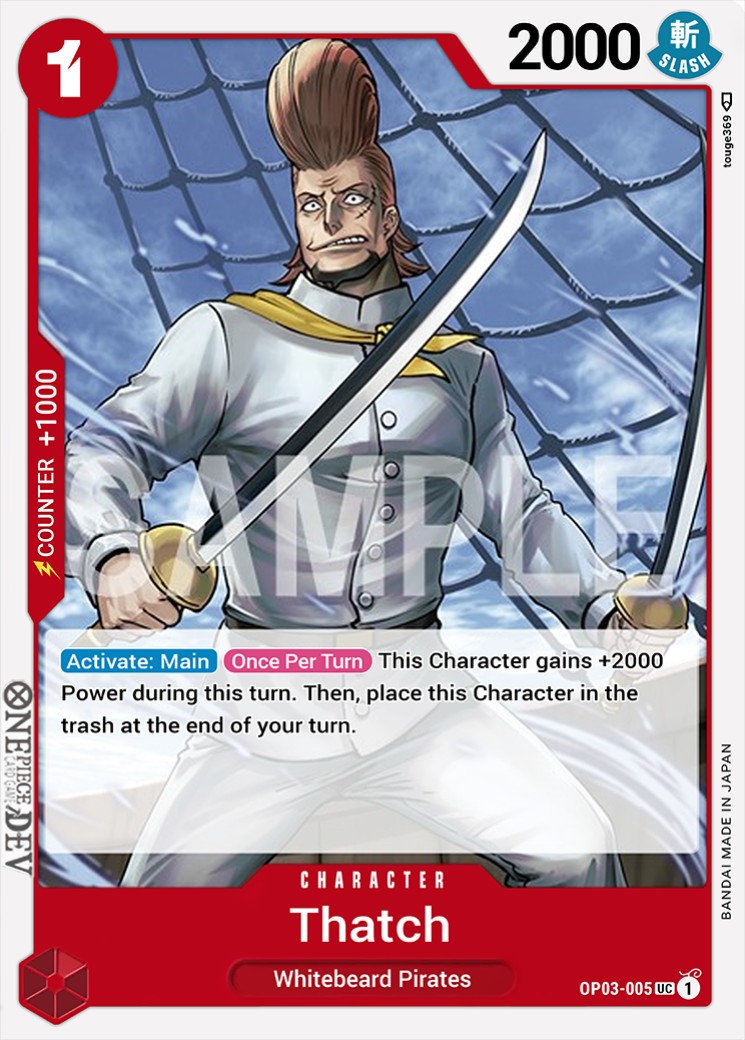 1
2000
斬
SLASH
touge369
COUNTER +1000
SAMPLE
Activate: Main Once Per Turn This Character gains +2000
Power during this turn. Then, place this Character in the
trash at the end of your turn.
ONE PIECE
CARD GAME
DEV
BANDAI MADE IN JAPAN
CHARACTER
Thatch
Whitebeard Pirates
OP03-005 UC 1